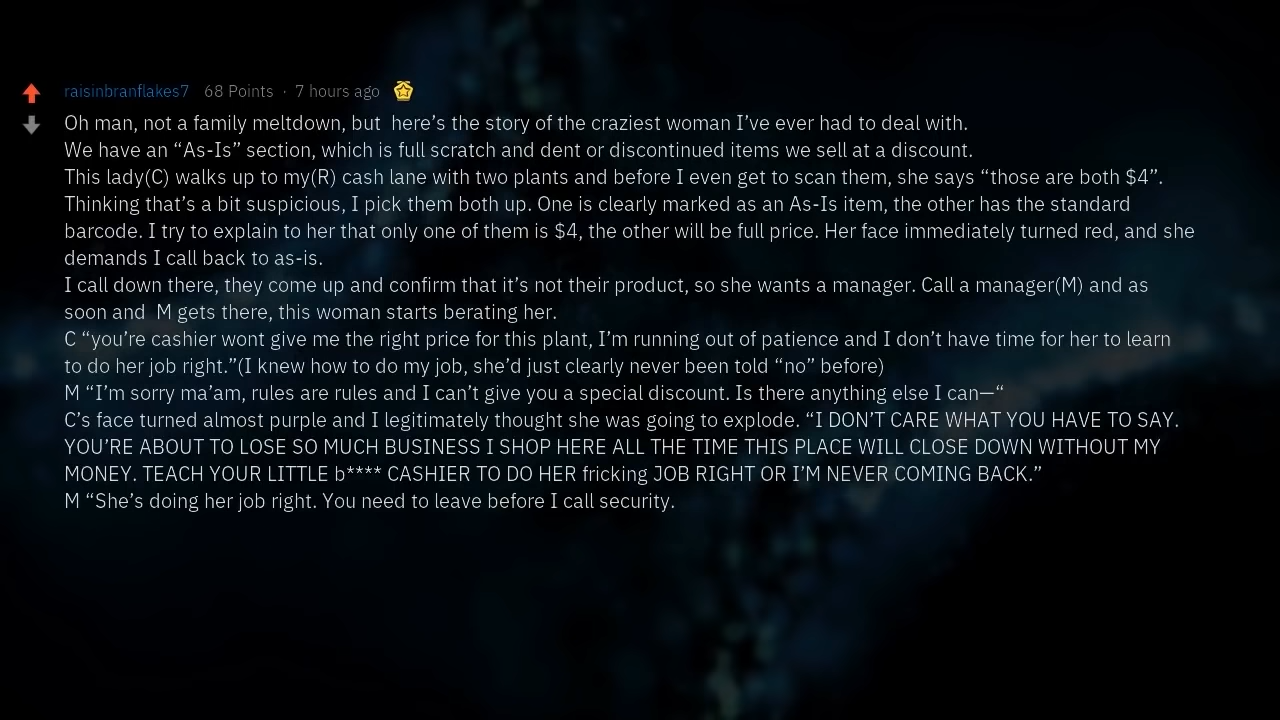 raisinbranflakes7 68 Points · 7 hours ago
Oh man, not a family meltdown, but  here’s the story of the craziest woman I’ve ever had to deal with.
We have an “As-Is” section, which is full scratch and dent or discontinued items we sell at a discount.
This lady(C) walks up to my(R) cash lane with two plants and before I even get to scan them, she says “those are both $4”.
Thinking that’s a bit suspicious, I pick them both up. One is clearly marked as an As-Is item, the other has the standard
barcode. I try to explain to her that only one of them is $4, the other will be full price. Her face immediately turned red, and she
demands I call back to as-is.
I call down there, they come up and confirm that it’s not their product, so she wants a manager. Call a manager(M) and as
soon and  M gets there, this woman starts berating her.
C “you’re cashier wont give me the right price for this plant, I’m running out of patience and I don’t have time for her to learn
to do her job right.”(I knew how to do my job, she’d just clearly never been told “no” before)
M “I’m sorry ma’am, rules are rules and I can’t give you a special discount. Is there anything else I can—“
C’s face turned almost purple and I legitimately thought she was going to explode. “I DON’T CARE WHAT YOU HAVE TO SAY.
YOU’RE ABOUT TO LOSE SO MUCH BUSINESS I SHOP HERE ALL THE TIME THIS PLACE WILL CLOSE DOWN WITHOUT MY
MONEY. TEACH YOUR LITTLE b**** CASHIER TO DO HER fricking JOB RIGHT OR I’M NEVER COMING BACK.”
M “She’s doing her job right. You need to leave before I call security.